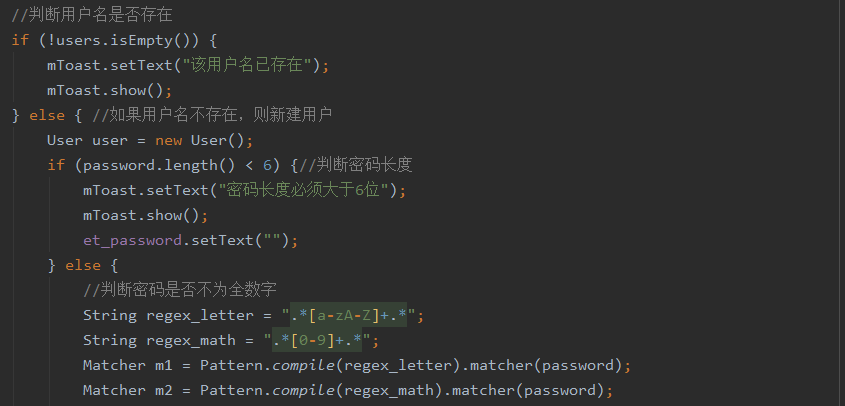 //判断用户名是否存在
if (!users.isEmpty()) {
mToast.setText("该用户名已存在");
mToast.show();
} else { //如果用户名不存在，则新建用户
User user = new User();
if (password.length() < 6) {//判断密码长度
mToast.setText("密码长度必须大于6位");
mToast.show();
et_password.setText("");
} else {
//判断密码是否不为全数字
String regex_letter = ".*[a-zA-Z]+.*";
String regex_math = ".*[0-9]+.*";
Matcher m1 = Pattern.compile(regex_letter).matcher(password);
Matcher m2 = Pattern.compile(regex_math).matcher(password);